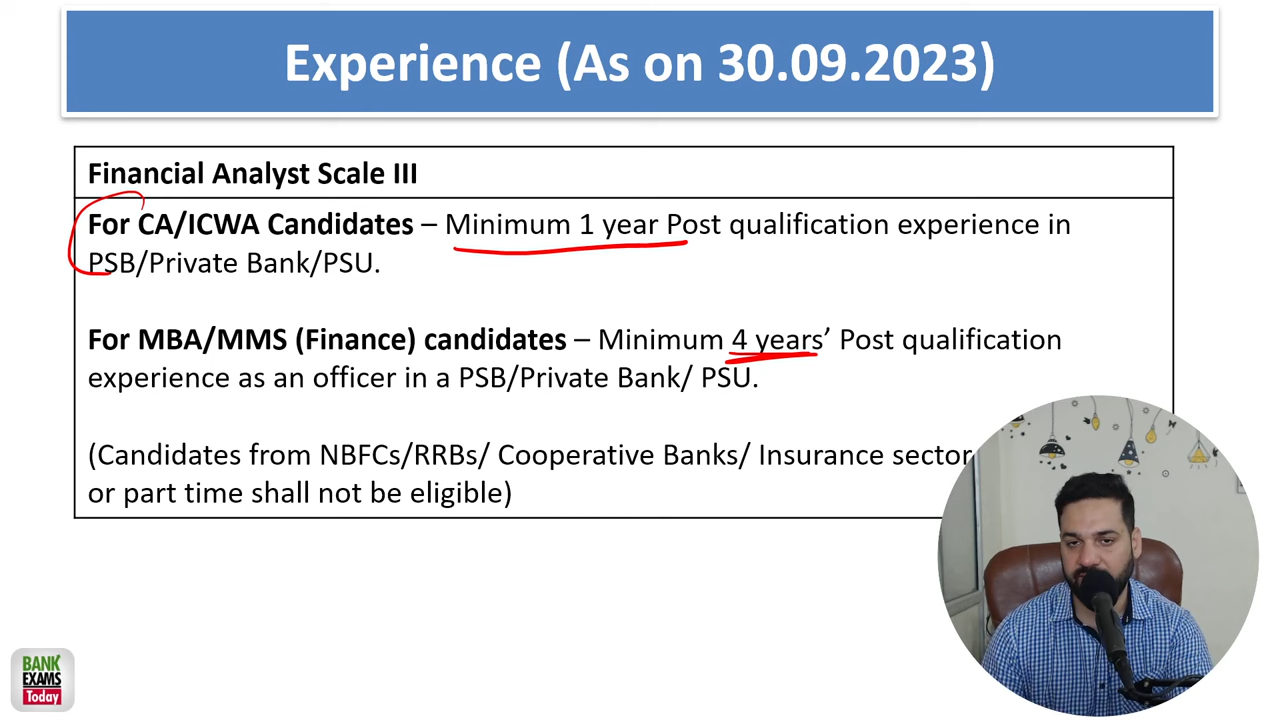 Experience (As on 30.09.2023)
Financial Analyst Scale III
For CA/ICWA Candidates – Minimum 1 year Post qualification experience in
PSB/Private Bank/PSU.
For MBA/MMS (Finance) candidates – Minimum 4 years’ Post qualification
experience as an officer in a PSB/Private Bank/ PSU.
(Candidates from NBFCs/RRBs/ Cooperative Banks/ Insurance sector
or part time shall not be eligible)
BANK
EXAMS
Today